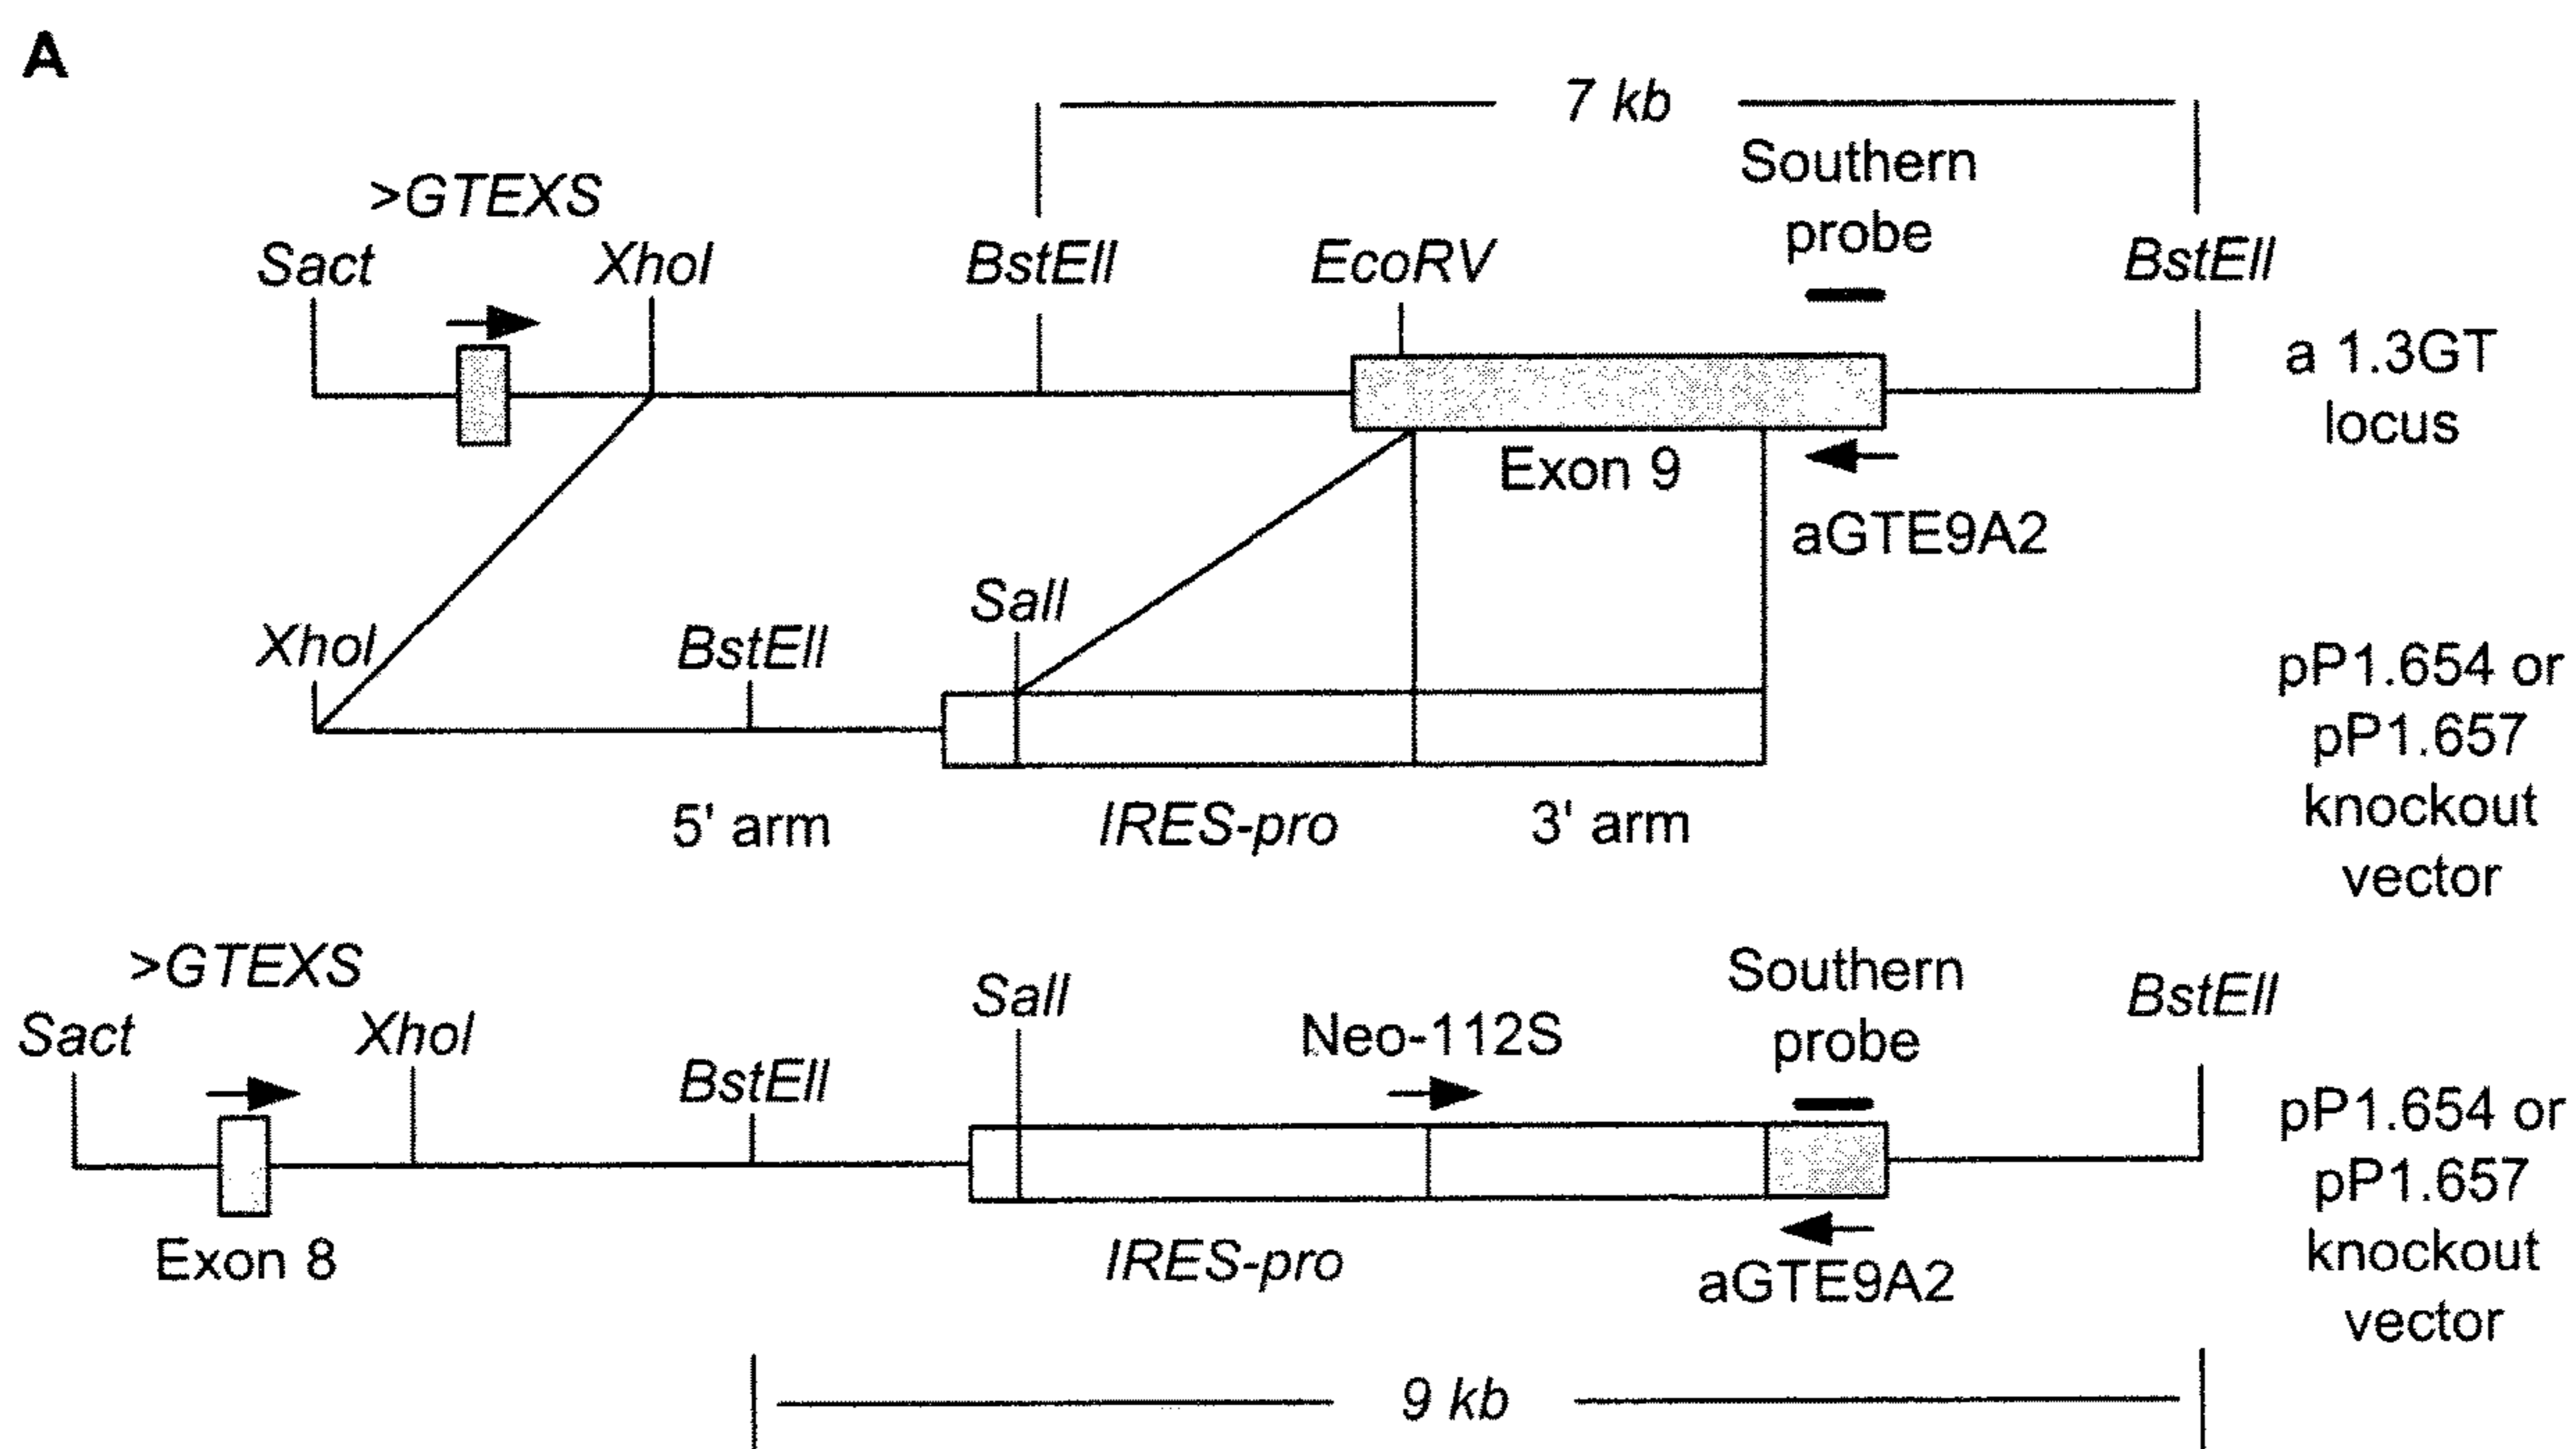 A
7 kb
Southern
probe
>GTEXS
SacI
XhoI
BstEII
EcoRV
BstEII
a 1.3GT
locus
Exon 9
aGTE9A2
SalI
XhoI
BstEII
pP1.654 or
pP1.657
knockout
vector
5' arm
IRES-pro
3' arm
>GTEXS
Sact
XhoI
BstEII
SalI
Neo-112S
Southern
probe
BstEII
pP1.654 or
pP1.657
knockout
vector
Exon 8
IRES-pro
aGTE9A2
9 kb